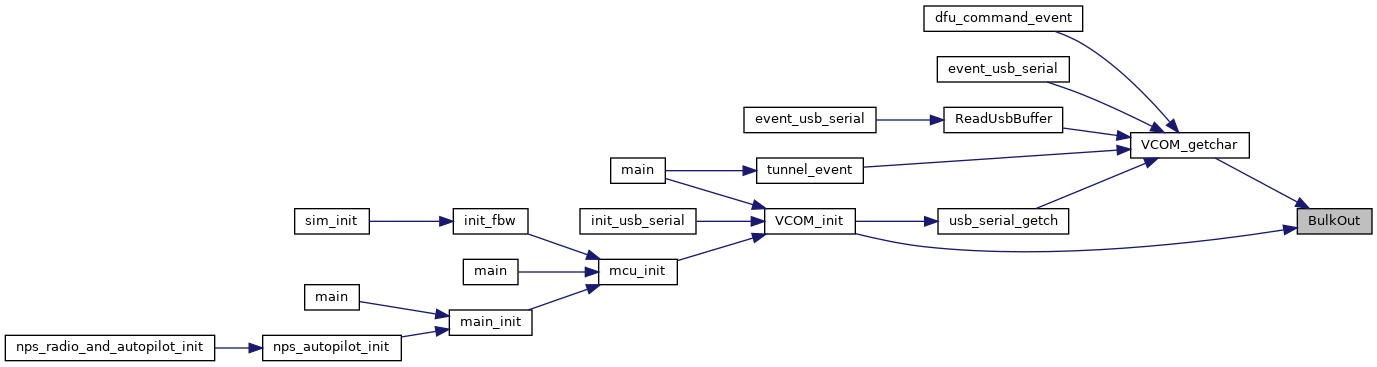 dfu_command_event
event_usb_serial
event_usb_serial
ReadUsbBuffer
VCOM_getchar
main
tunnel_event
sim_init
init_fbw
init_usb_serial
VCOM_init
usb_serial_getch
BulkOut
main
mcu_init
main
main_init
nps_radio_and_autopilot_init
nps_autopilot_init